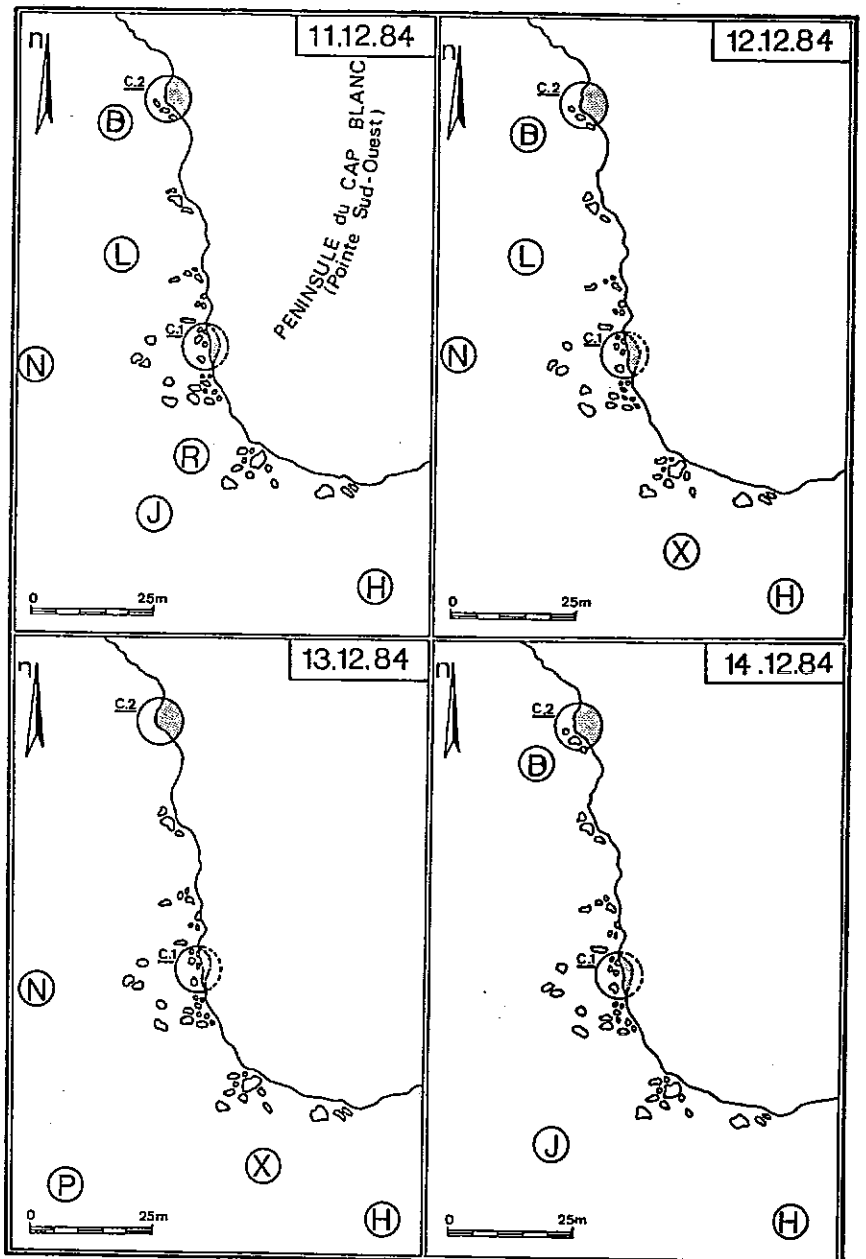 n
11.12.84
C.2
B
PENINSULE du CAP BLANC
(Pointe Sud-Ouest)
L
C.1
N
R
J
H
0 25m
n
12.12.84
C.2
B
L
C.1
N
X
H
0 25m
n
13.12.84
C.2
C.1
N
X
P
H
0 25m
n
14.12.84
C.2
B
C.1
J
H
0 25m